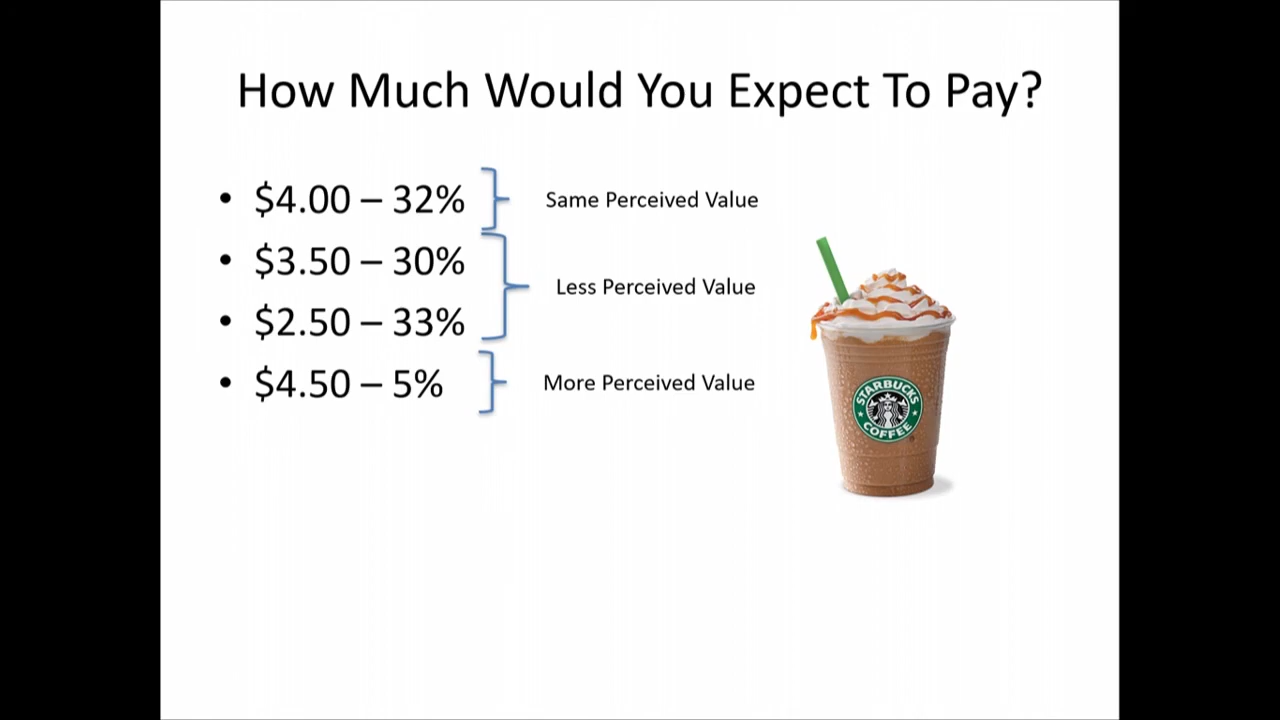 How Much Would You Expect To Pay?
• $4.00 – 32%
Same Perceived Value
• $3.50 – 30%
Less Perceived Value
• $2.50 – 33%
• $4.50 – 5%
More Perceived Value
STARBUCKS
COFFEE